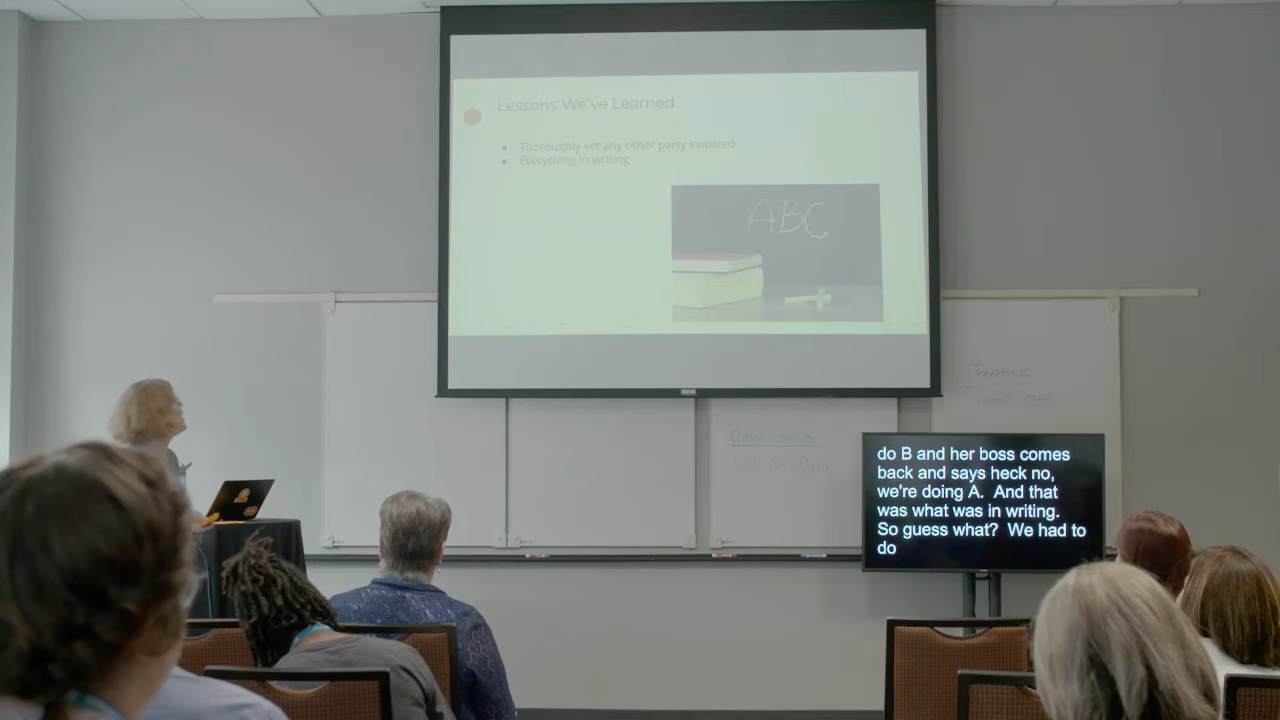 Lessons We've Learned
• Thoroughly vet any other party involved
• Everything in writing
ABC
do B and her boss comes
back and says heck no,
we're doing A.  And that
was what was in writing.
So guess what?  We had to
do